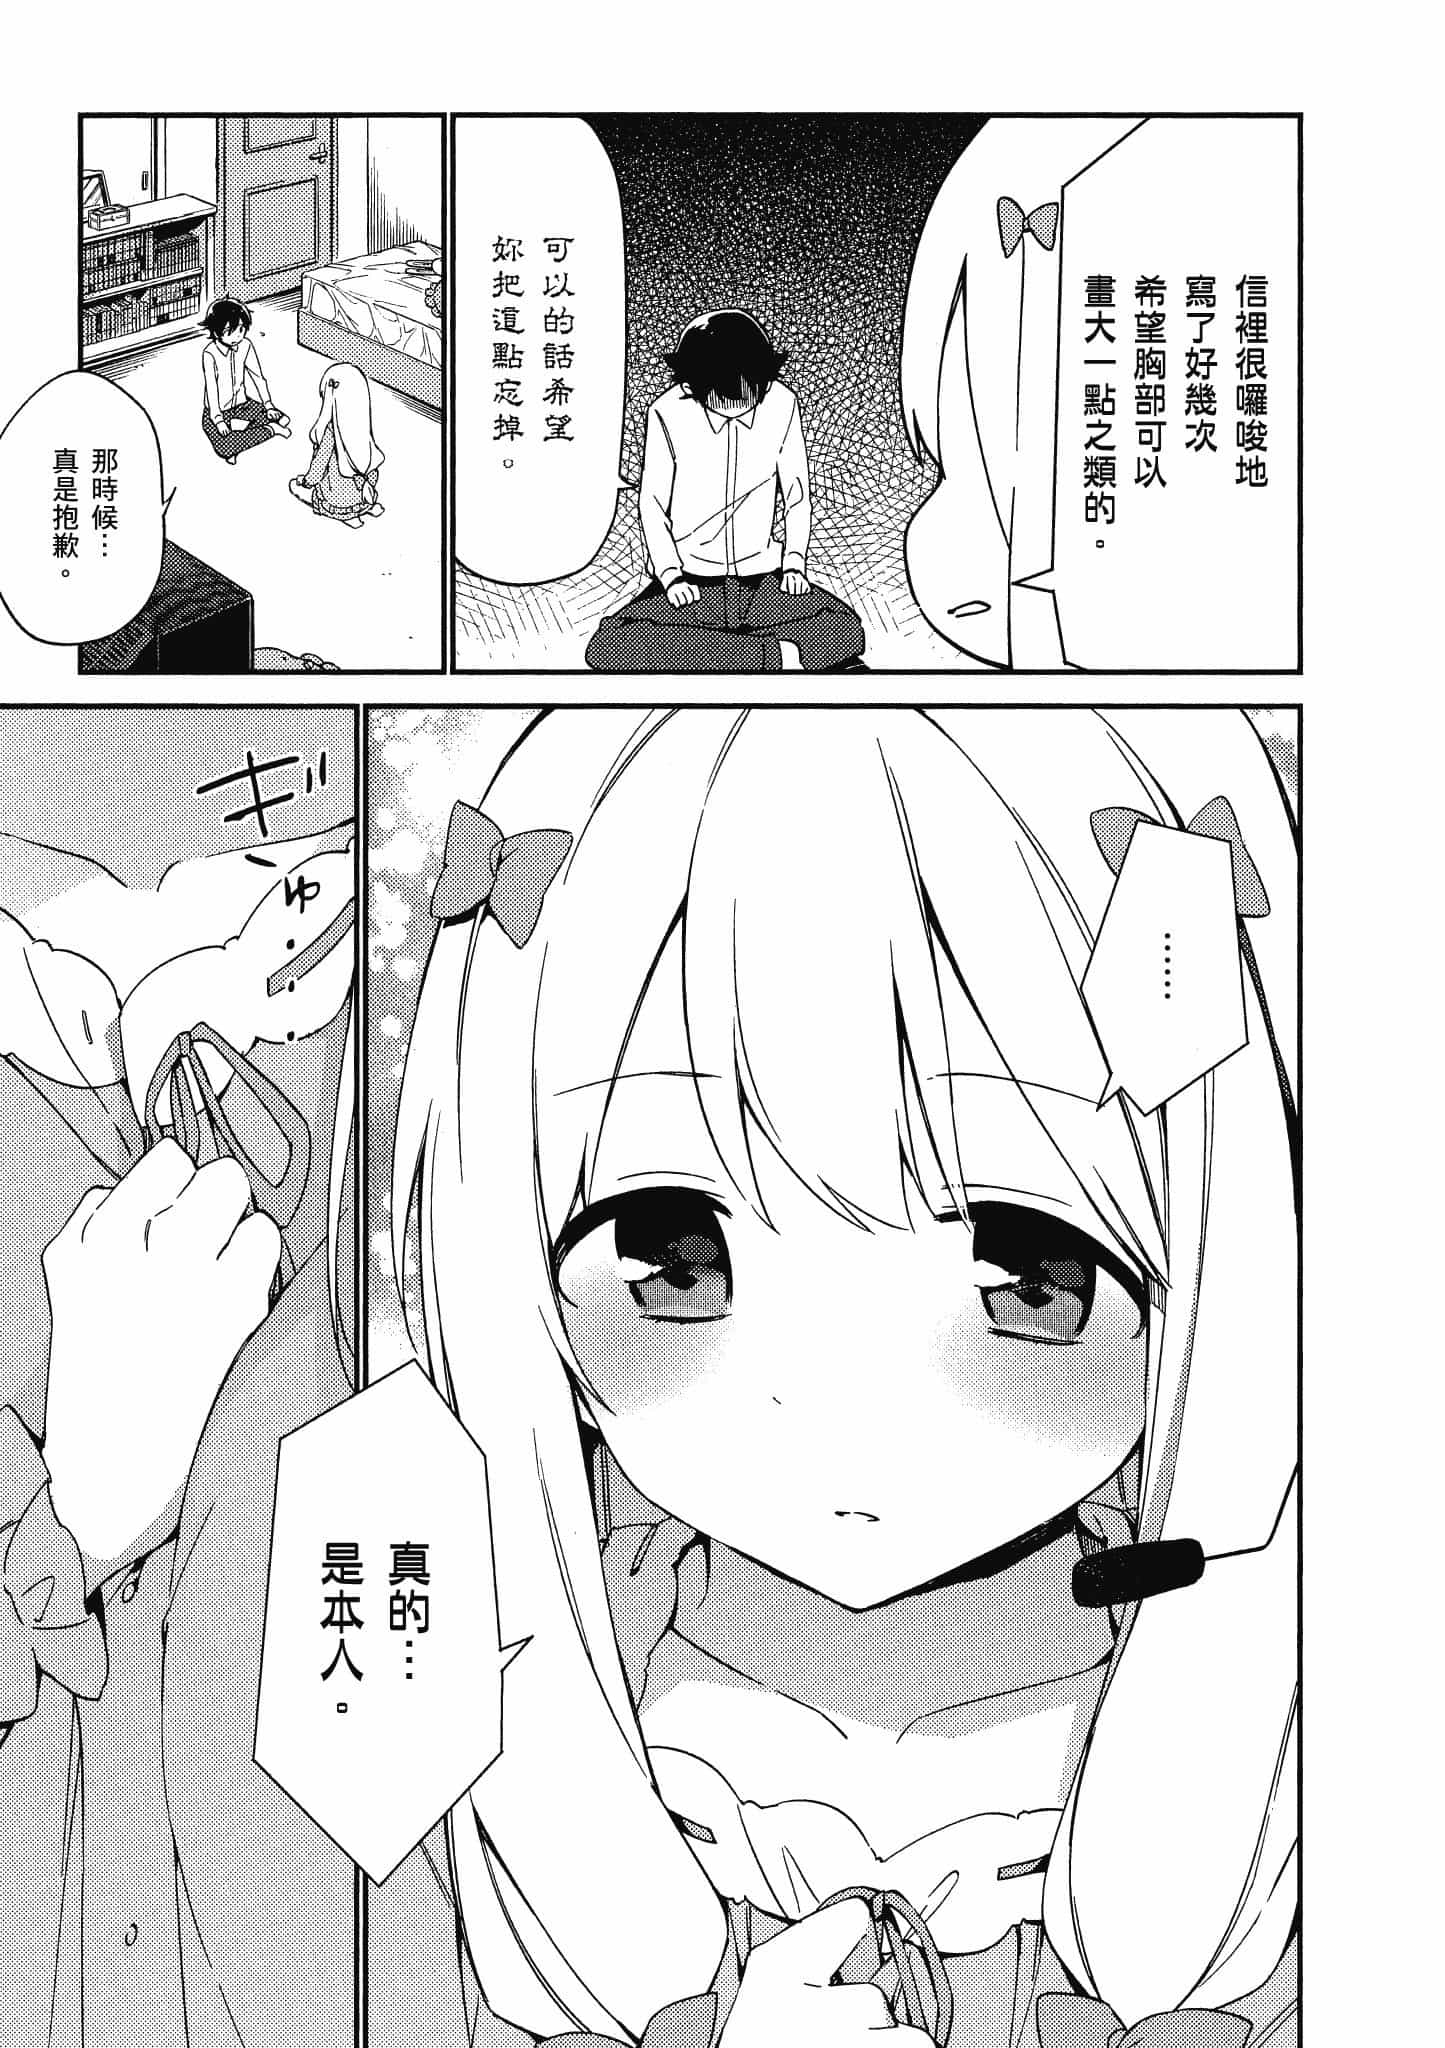 信裡很囉唆地
寫了好幾次
希望胸部可以
畫大一點之類的。
可以的話希望
妳把這點忘掉。
那時候…
真是抱歉。
……
真的…
是本人。
ギュ…